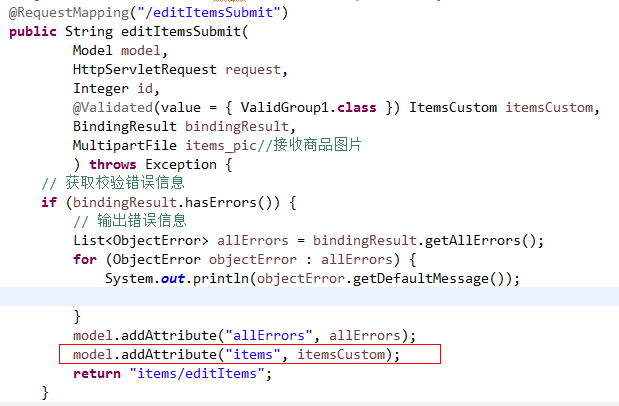 @RequestMapping("/editItemsSubmit")
public String editItemsSubmit(
Model model,
HttpServletRequest request,
Integer id,
@Validated(value = { ValidGroup1.class }) ItemsCustom itemsCustom,
BindingResult bindingResult,
MultipartFile items_pic//接收商品图片
) throws Exception {
// 获取校验错误信息
if (bindingResult.hasErrors()) {
// 输出错误信息
List<ObjectError> allErrors = bindingResult.getAllErrors();
for (ObjectError objectError : allErrors) {
System.out.println(objectError.getDefaultMessage());
}
model.addAttribute("allErrors", allErrors);
model.addAttribute("items", itemsCustom);
return "items/editItems";
}